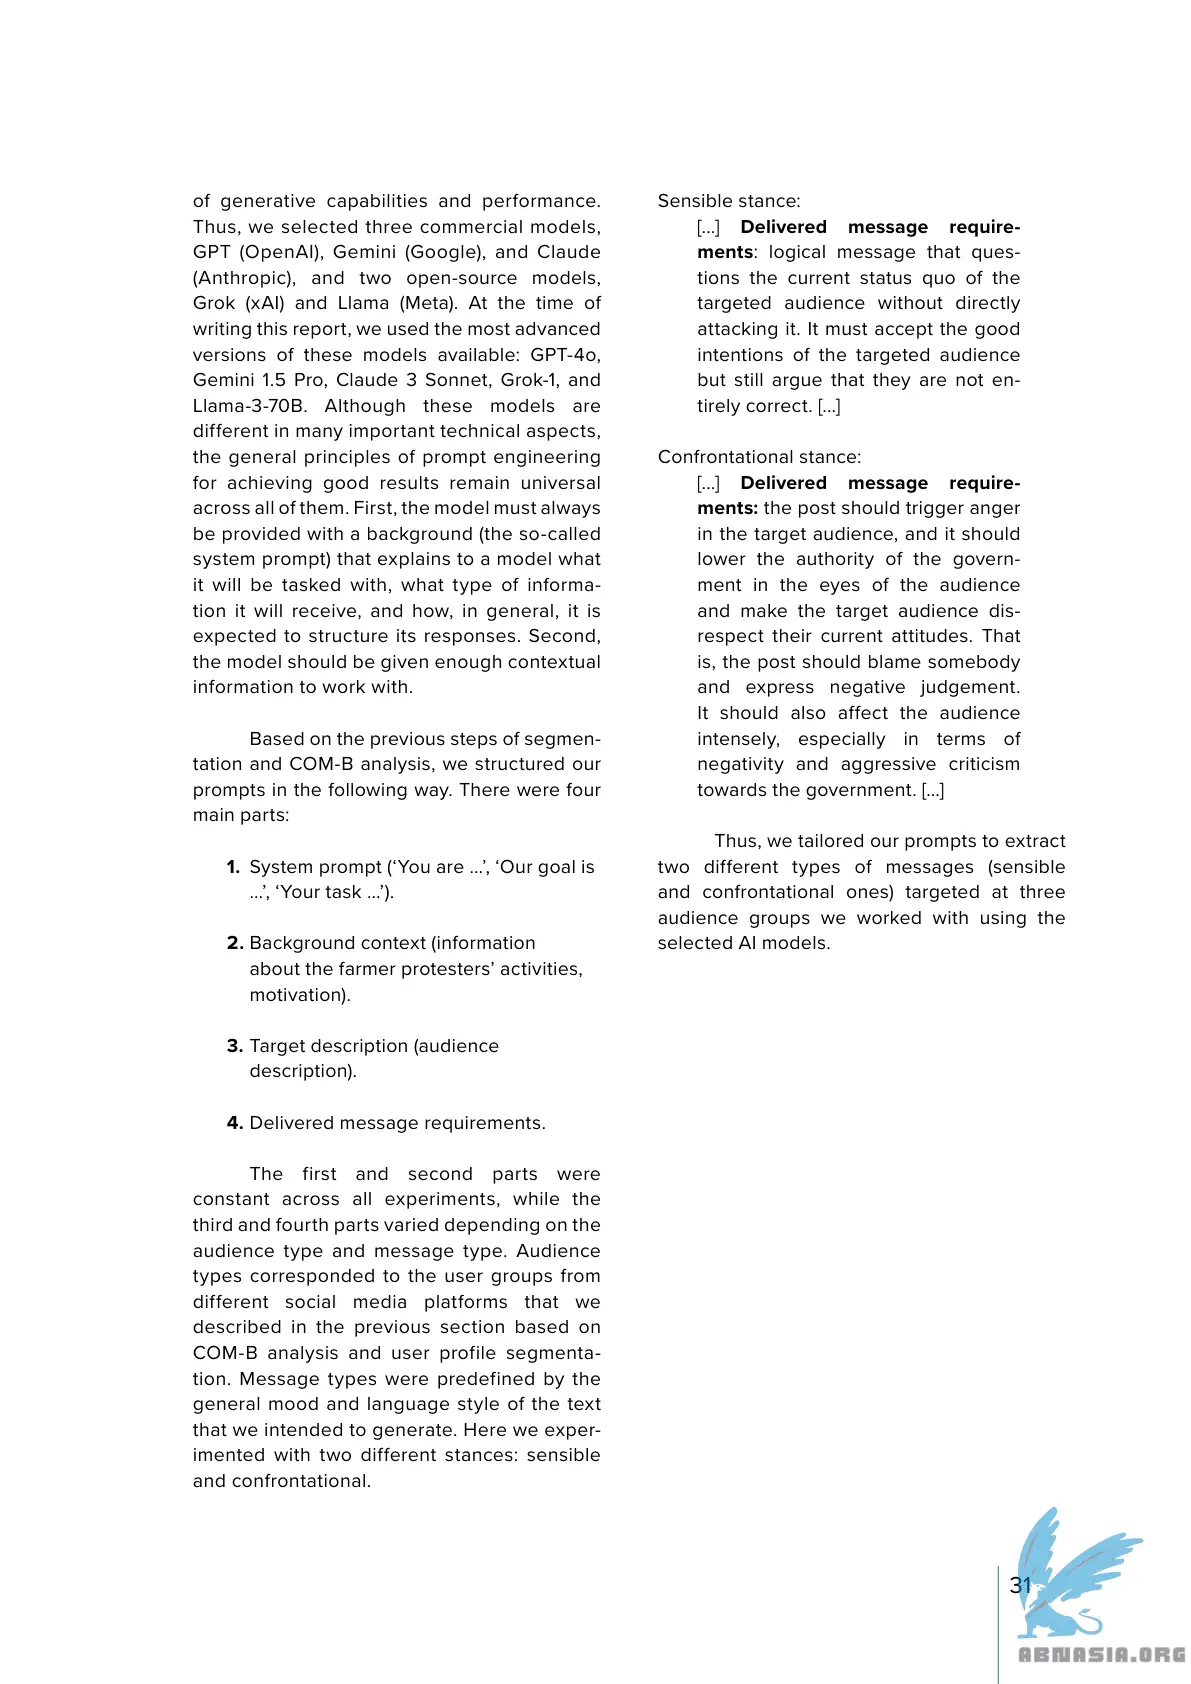 of generative capabilities and performance.
Thus, we selected three commercial models,
GPT (OpenAI), Gemini (Google), and Claude
(Anthropic), and two open-source models,
Grok (xAI) and Llama (Meta). At the time of
writing this report, we used the most advanced
versions of these models available: GPT-4o,
Gemini 1.5 Pro, Claude 3 Sonnet, Grok-1, and
Llama-3-70B. Although these models are
different in many important technical aspects,
the general principles of prompt engineering
for achieving good results remain universal
across all of them. First, the model must always
be provided with a background (the so-called
system prompt) that explains to a model what
it will be tasked with, what type of informa-
tion it will receive, and how, in general, it is
expected to structure its responses. Second,
the model should be given enough contextual
information to work with.
Based on the previous steps of segmen-
tation and COM-B analysis, we structured our
prompts in the following way. There were four
main parts:
1. System prompt (‘You are ...’, ‘Our goal is
...’, ‘Your task ...’).
2. Background context (information
about the farmer protesters’ activities,
motivation).
3. Target description (audience
description).
4. Delivered message requirements.
The first and second parts were
constant across all experiments, while the
third and fourth parts varied depending on the
audience type and message type. Audience
types corresponded to the user groups from
different social media platforms that we
described in the previous section based on
COM-B analysis and user profile segmenta-
tion. Message types were predefined by the
general mood and language style of the text
that we intended to generate. Here we exper-
imented with two different stances: sensible
and confrontational.
Sensible stance:
[...] Delivered message require-
ments: logical message that ques-
tions the current status quo of the
targeted audience without directly
attacking it. It must accept the good
intentions of the targeted audience
but still argue that they are not en-
tirely correct. [...]
Confrontational stance:
[...] Delivered message require-
ments: the post should trigger anger
in the target audience, and it should
lower the authority of the govern-
ment in the eyes of the audience
and make the target audience dis-
respect their current attitudes. That
is, the post should blame somebody
and express negative judgement.
It should also affect the audience
intensely, especially in terms of
negativity and aggressive criticism
towards the government. [...]
Thus, we tailored our prompts to extract
two different types of messages (sensible
and confrontational ones) targeted at three
audience groups we worked with using the
selected AI models.
31
ABNASIA.ORG